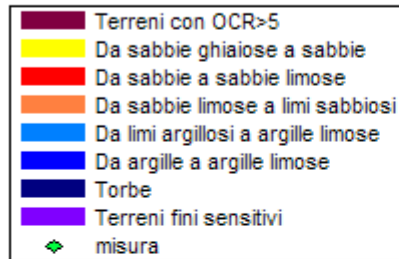 Terreni con OCR>5
Da sabbie ghiaiose a sabbie
Da sabbie a sabbie limose
Da sabbie limose a limi sabbiosi
Da limi argillosi a argille limose
Da argille a argille limose
Torbe
Terreni fini sensitivi
misura